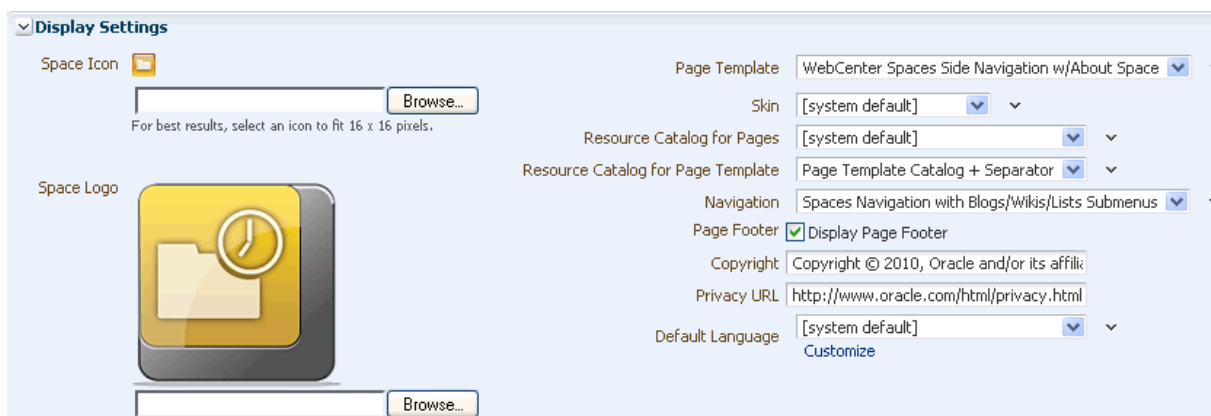 Display Settings
Space Icon
Browse...
For best results, select an icon to fit 16 x 16 pixels.
Space Logo
Browse...
Page Template WebCenter Spaces Side Navigation w/About Space
Skin [system default]
Resource Catalog for Pages [system default]
Resource Catalog for Page Template Page Template Catalog + Separator
Navigation Spaces Navigation with Blogs/Wikis/Lists Submenus
Page Footer Display Page Footer
Copyright Copyright © 2010, Oracle and/or its affilia
Privacy URL http://www.oracle.com/html/privacy.html
Default Language [system default]
Customize